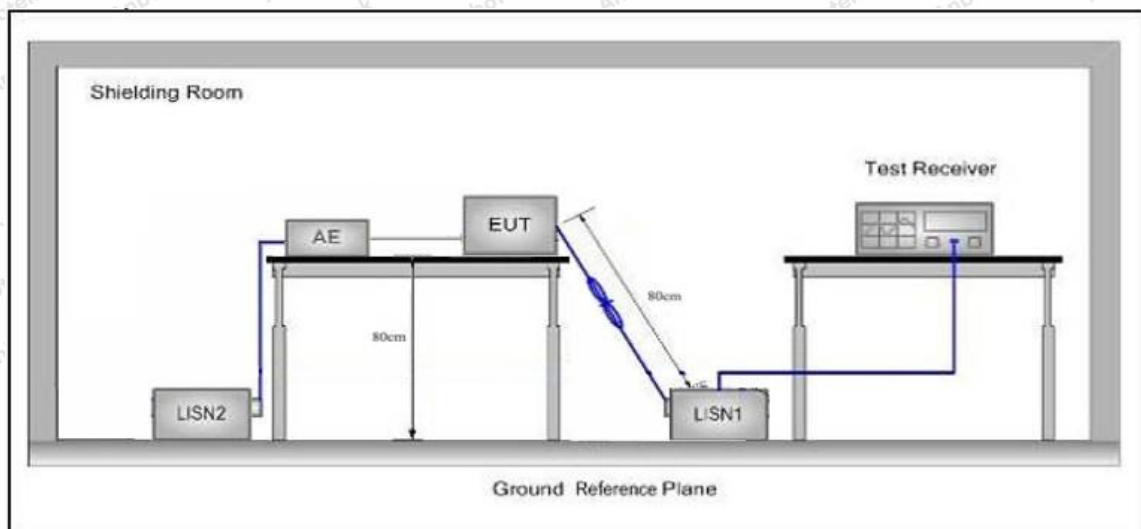 Shielding Room
Test Receiver
AE
EUT
80cm
80cm
LISN2
LISN1
Ground Reference Plane